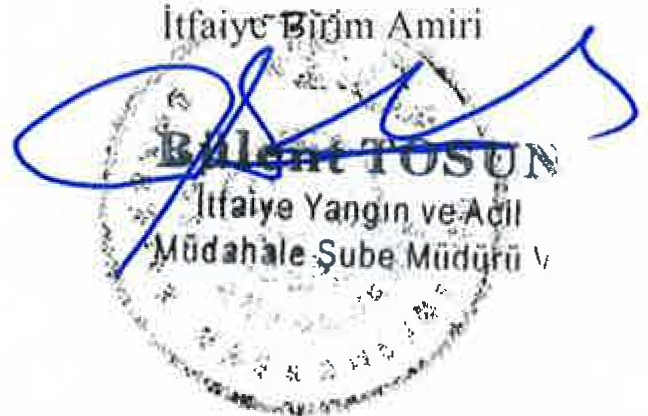 İtfaiye Birim Amiri
Bülent TOSUN
İtfaiye Yangın ve Acil
Müdahale Şube Müdürü V